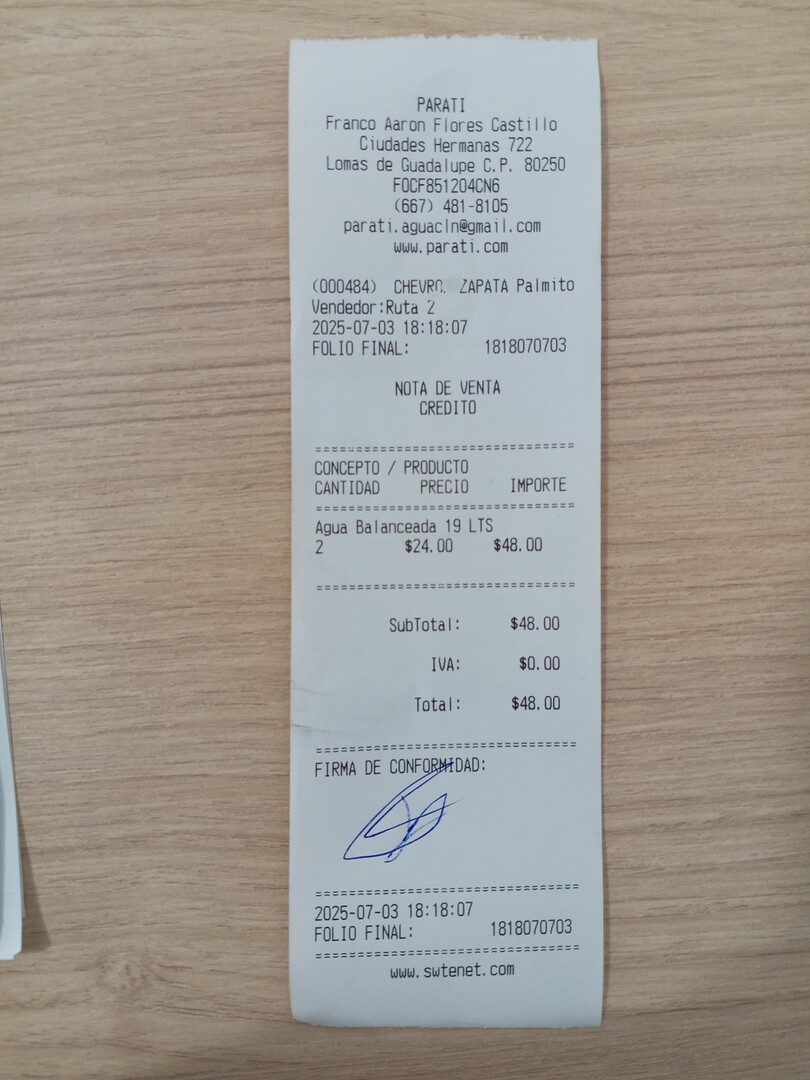 PARATI
Franco Aaron Flores Castillo
Ciudades Hermanas 722
Lomas de Guadalupe C.P. 80250
FOCF851204CN6
(667) 481-8105
parati.aguacln@gmail.com
www.parati.com
(000484) CHEVRO. ZAPATA Palmito
Vendedor:Ruta 2
2025-07-03 18:18:07
FOLIO FINAL: 1818070703
NOTA DE VENTA
CREDITO
CONCEPTO / PRODUCTO
CANTIDAD PRECIO IMPORTE
Agua Balanceada 19 LTS
2 $24.00 $48.00
SubTotal: $48.00
IVA: $0.00
Total: $48.00
FIRMA DE CONFORMIDAD:
2025-07-03 18:18:07
FOLIO FINAL: 1818070703
www.swtenet.com